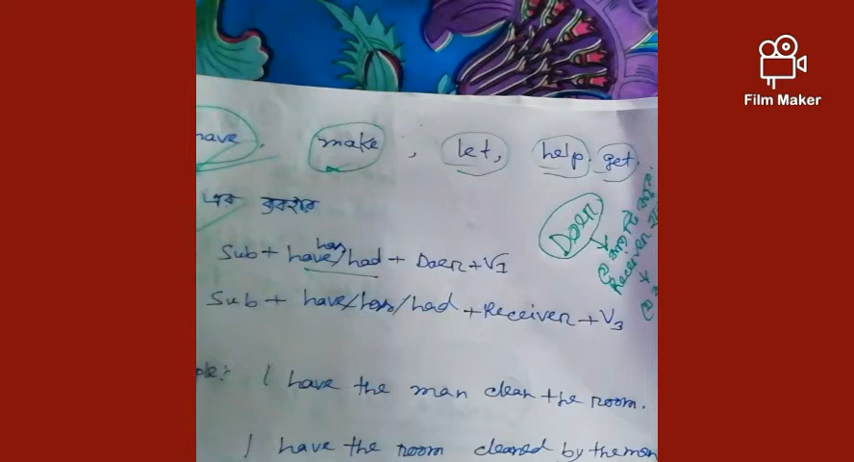 have, make, let, help. get.
এর ব্যবহার
Doer
Sub + have/has/had + Doer + V1
Receiver
Sub + have/has/had + Receiver + V3
I have the man clean the room.
I have the room cleaned by the man
Film Maker